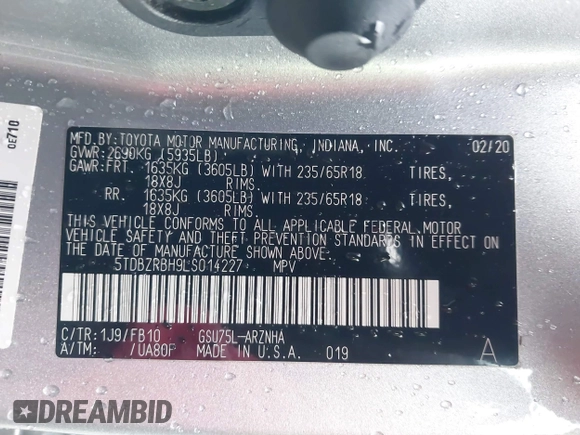 MFD.BY:TOYOTA MOTOR MANUFACTURING, INDIANA, INC. 02/20
GVWR:2690KG (5935LB)
GAWR:FRT. 1635KG (3605LB) WITH 235/65R18 TIRES,
18X8J RIMS.
RR. 1635KG (3605LB) WITH 235/65R18 TIRES,
18X8J RIMS.
THIS VEHICLE CONFORMS TO ALL APPLICABLE FEDERAL MOTOR
VEHICLE SAFETY AND THEFT PREVENTION STANDARDS IN EFFECT ON
THE DATE OF MANUFACTURE SHOWN ABOVE.
5TDBZRBH9LS014227 MPV
C/TR:1J9/FB10 GSU75L-ARZNHA
A/TM: /UA80F MADE IN U.S.A. 019 A
0E710
DREAMBID